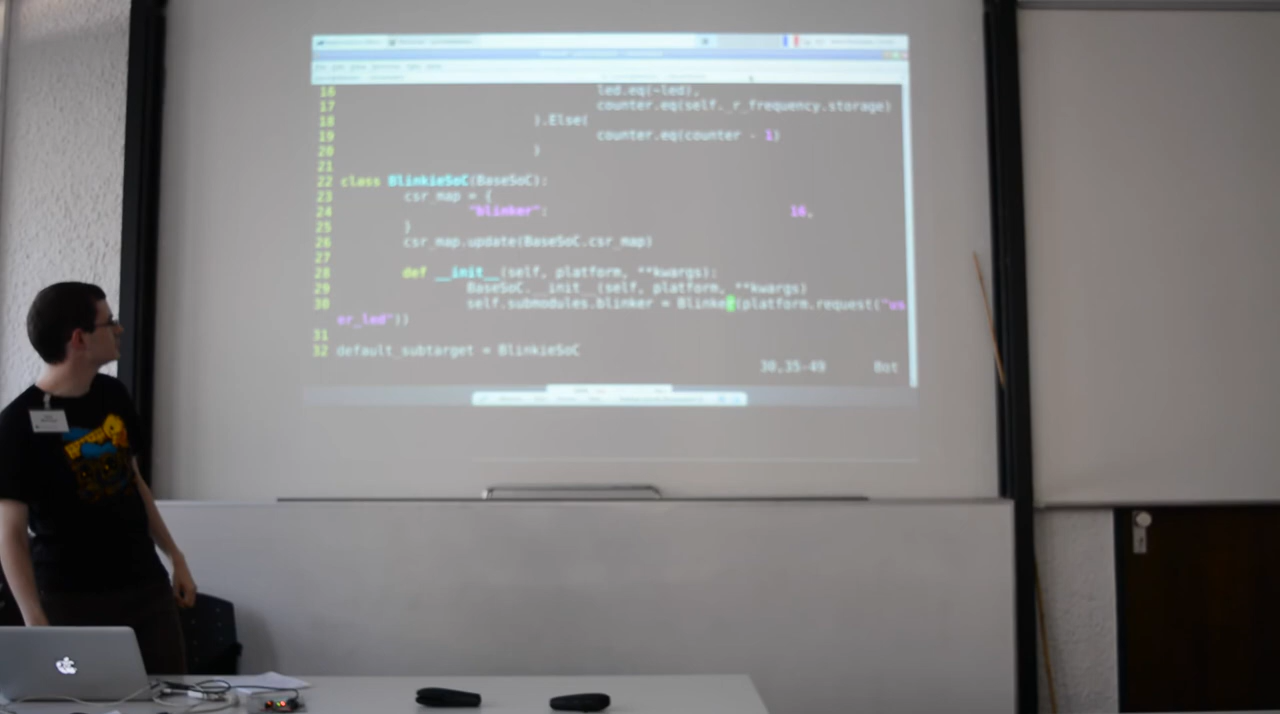 16 led.eq(~led),
17 counter.eq(self._r_frequency.storage)
18 ).Else(
19 counter.eq(counter - 1)
20 )
21
22 class BlinkieSoC(BaseSoC):
23 csr_map = {
24 "blinker": 16,
25 }
26 csr_map.update(BaseSoC.csr_map)
27
28 def __init__(self, platform, **kwargs):
29 BaseSoC.__init__(self, platform, **kwargs)
30 self.submodules.blinker = Blinker(platform.request("us
er_led"))
31
32 default_subtarget = BlinkieSoC
30,35-49 Bot